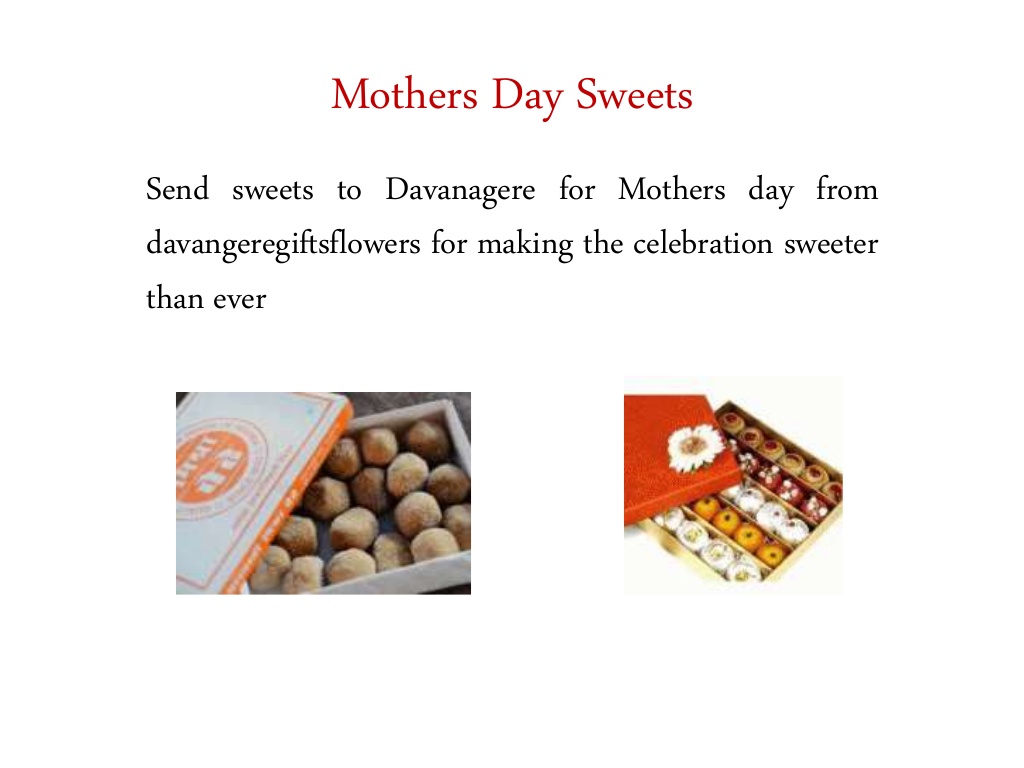 Mothers Day Sweets
Send sweets to Davanagere for Mothers day from
davangeregiftsflowers for making the celebration sweeter
than ever